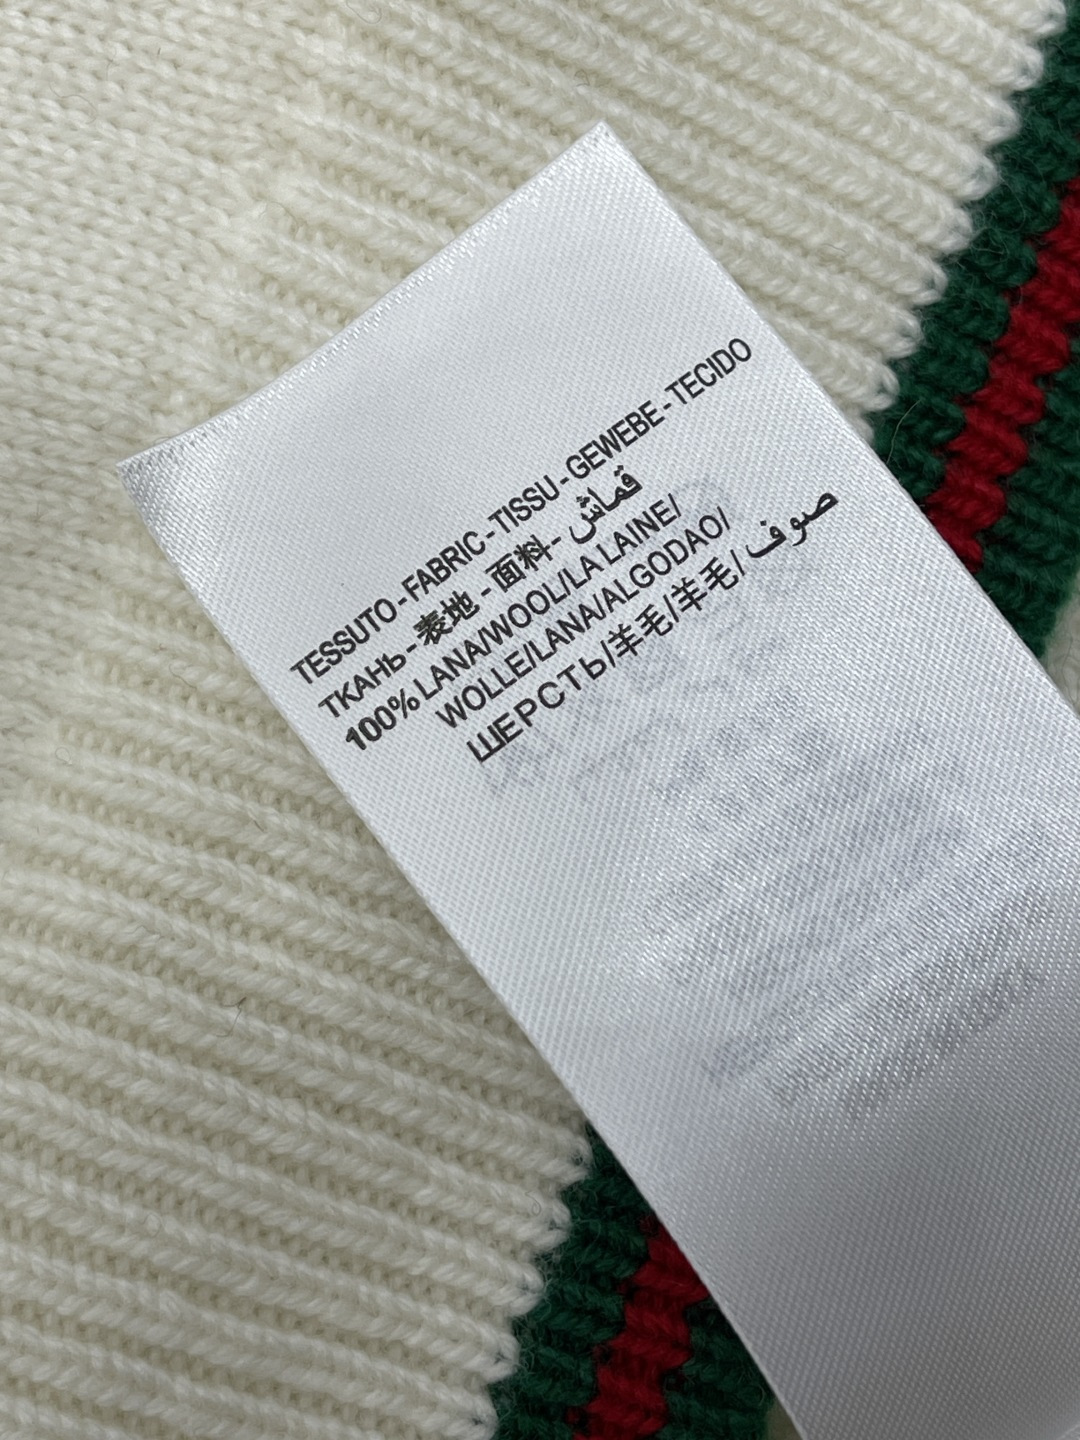 TESSUTO - FABRIC - TISSU - GEWEBE - TECIDO
ТКАНЬ - 表地 - 面料 - قماش
100% LANA/WOOL/LA LAINE/
WOLLE/LANA/ALGODAO/
ШЕРСТЬ/羊毛/羊毛/ صوف